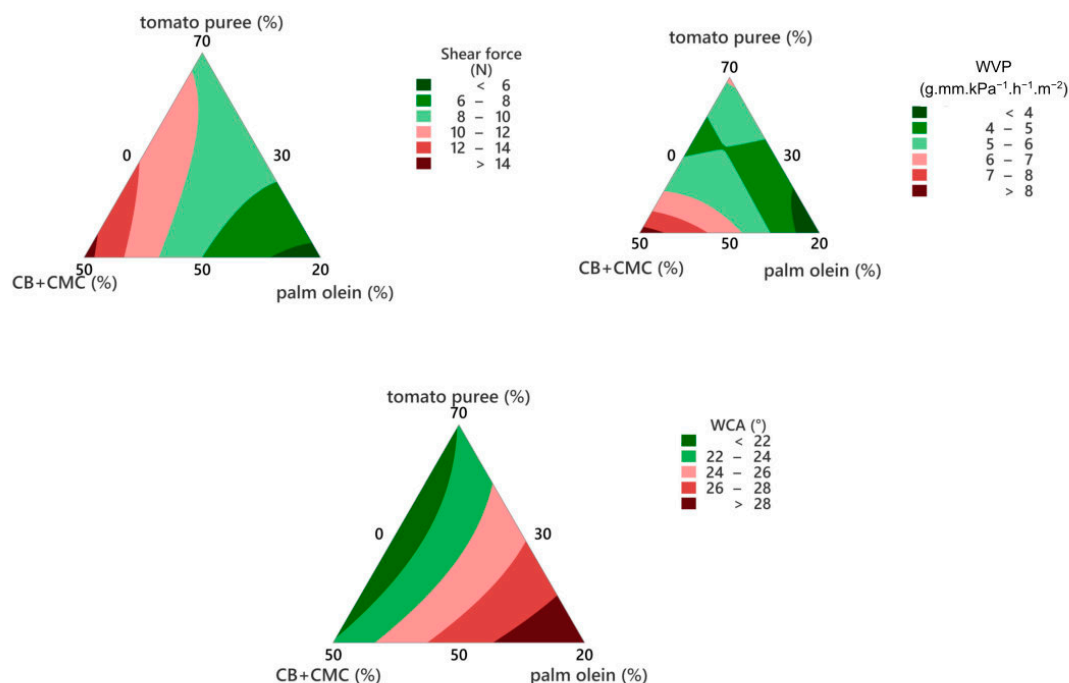 tomato puree (%)
70
0
30
50
50
20
CB+CMC (%)
palm olein (%)
Shear force
(N)
< 6
6 – 8
8 – 10
10 – 12
12 – 14
> 14
tomato puree (%)
70
0
30
50
50
20
CB+CMC (%)
palm olein (%)
WVP
(g.mm.kPa⁻¹.h⁻¹.m⁻²)
< 4
4 – 5
5 – 6
6 – 7
7 – 8
> 8
tomato puree (%)
70
0
30
50
50
20
CB+CMC (%)
palm olein (%)
WCA (°)
< 22
22 – 24
24 – 26
26 – 28
> 28